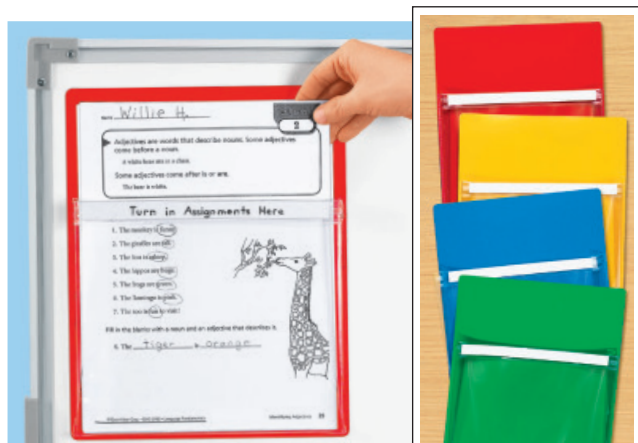 Name Willie H.
2
Adjectives are words that describe nouns. Some adjectives
come before a noun.
A white bear sits in a chair.
Some adjectives come after is or are.
The bear is white.
Turn in Assignments Here
1. The monkey is
2. The giraffes are tall.
3. The lion is asleep.
4. The hippos are huge.
5. The frogs are green.
6. The flamingo is pink.
7. The zoo is fun to visit!
Fill in the blanks with a noun and an adjective that describes it.
8. The tiger is orange
Identifying Adjectives